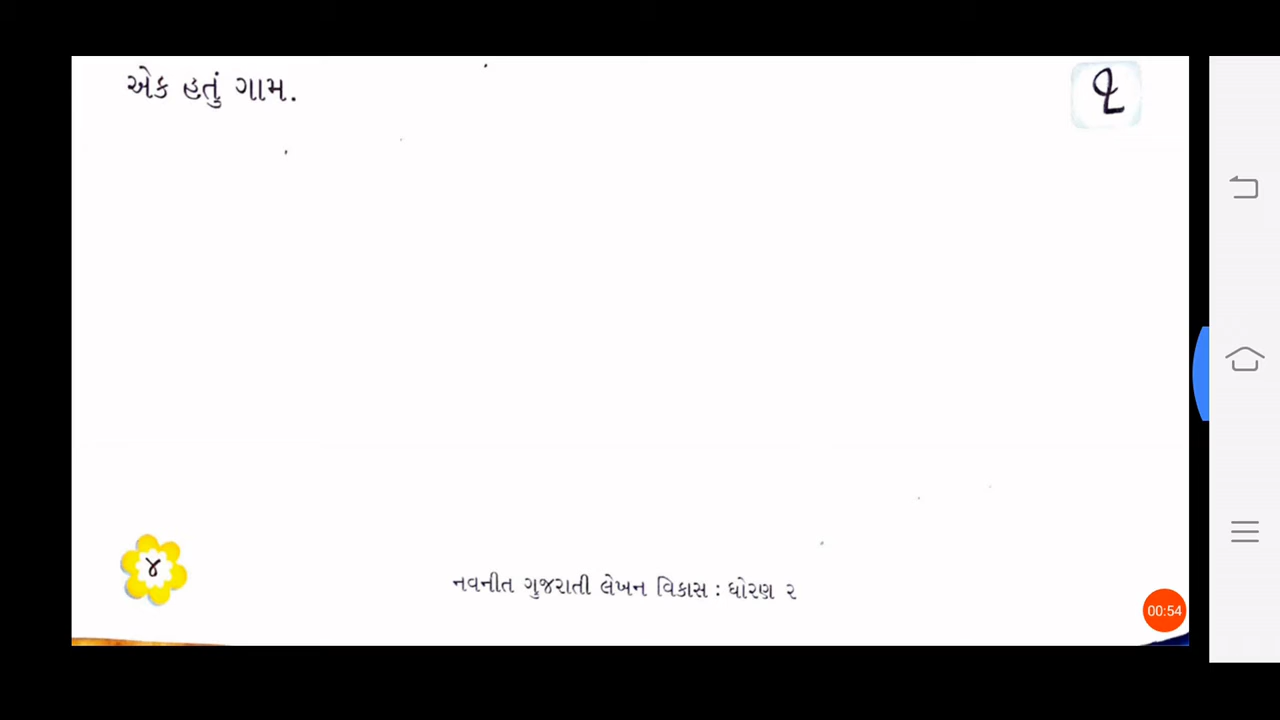 એક હતું ગામ.
૧
૪
નવનીત ગુજરાતી લેખન વિકાસ : ધોરણ ૨
00:54